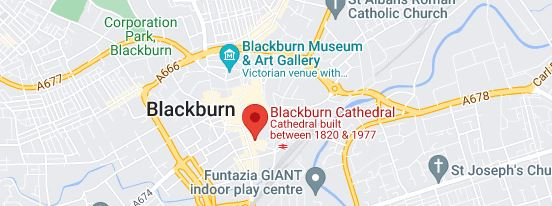 St Albans Roman
Catholic Church
Corporation
Park,
Blackburn
Blackburn Museum
& Art Gallery
Victorian venue with...
A677
A666
A678
Blackburn
Blackburn Cathedral
Cathedral built
between 1820 & 1977
A674
Funtazia GIANT
indoor play centre
St Joseph's Chu